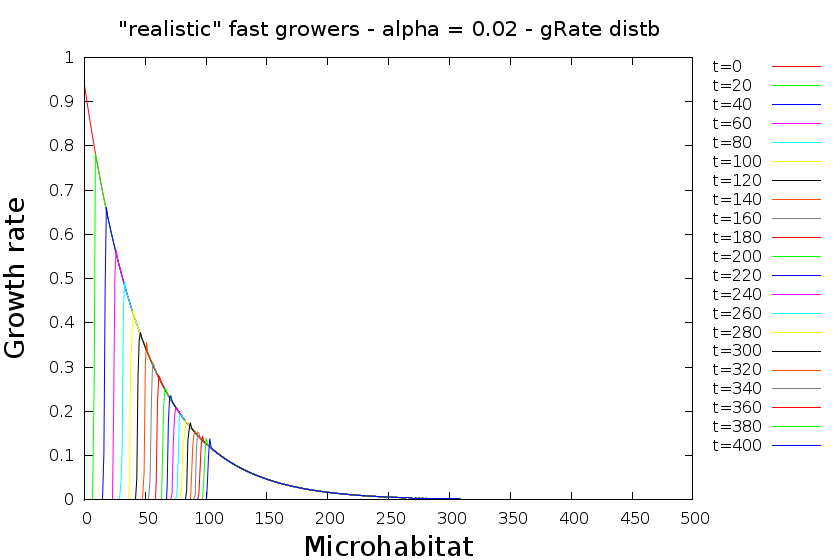 "realistic" fast growers - alpha = 0.02 - gRate distb
1
0.9
0.8
0.7
0.6
0.5
0.4
0.3
0.2
0.1
0
Growth rate
0 50 100 150 200 250 300 350 400 450 500
Microhabitat
t=0
t=20
t=40
t=60
t=80
t=100
t=120
t=140
t=160
t=180
t=200
t=220
t=240
t=260
t=280
t=300
t=320
t=340
t=360
t=380
t=400